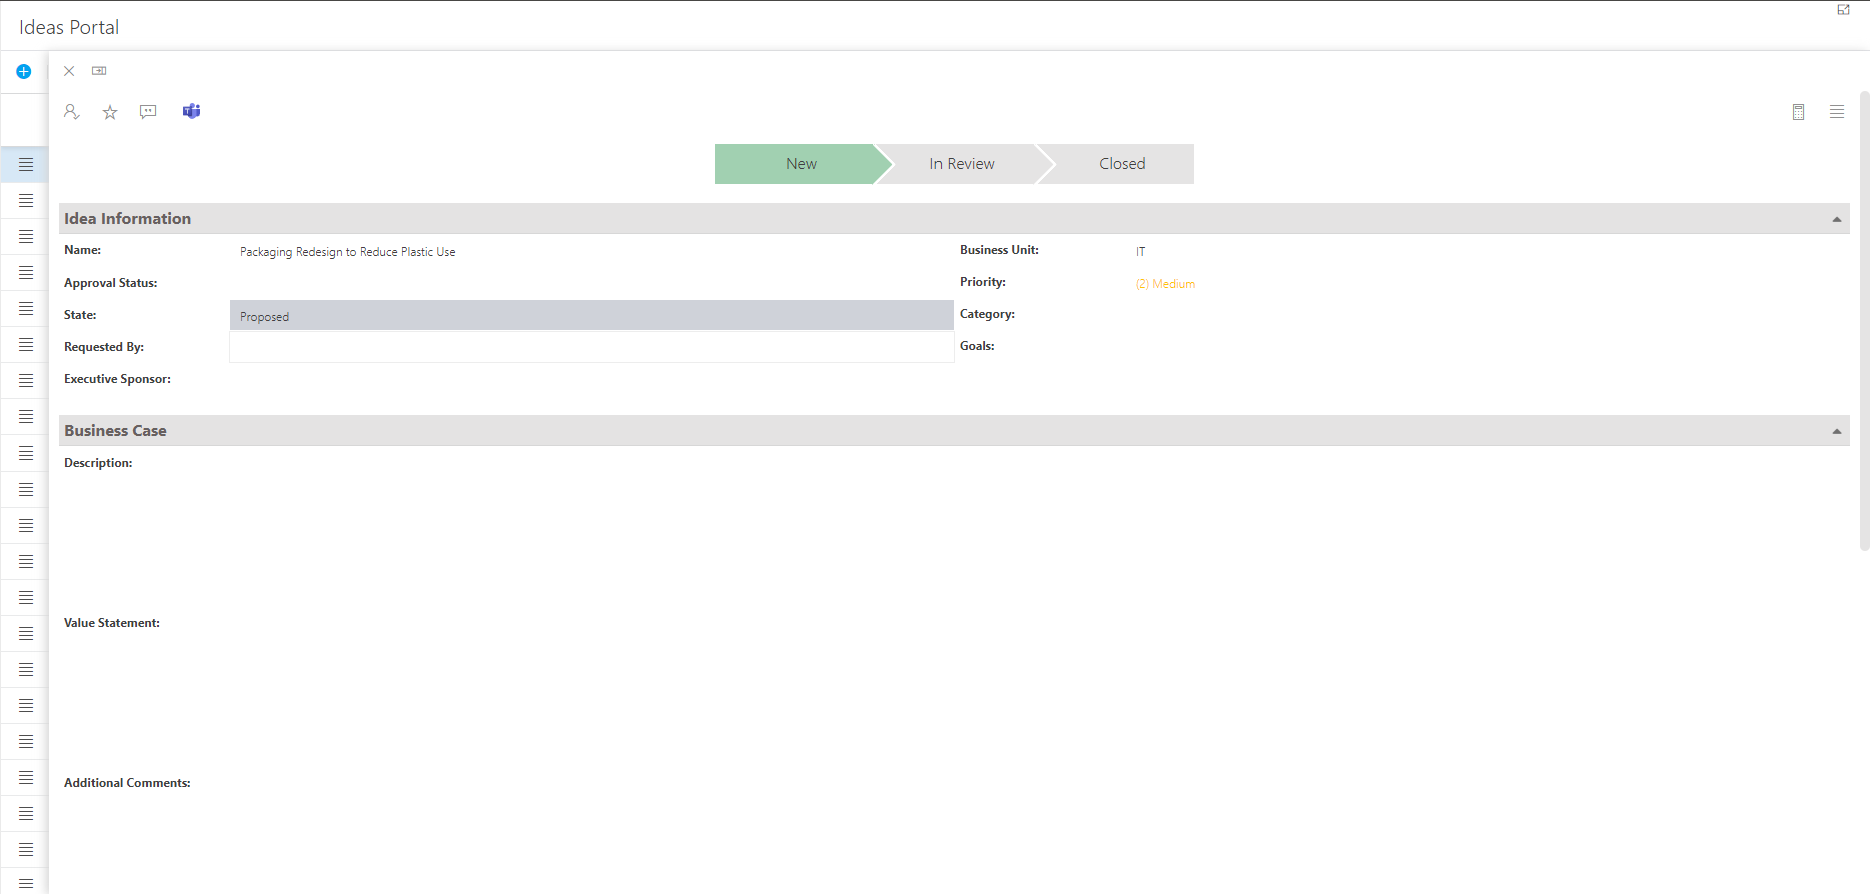 Ideas Portal
New
In Review
Closed
Idea Information
Name:
Packaging Redesign to Reduce Plastic Use
Business Unit:
IT
Approval Status:
Priority:
(2) Medium
State:
Proposed
Category:
Requested By:
Goals:
Executive Sponsor:
Business Case
Description:
Value Statement:
Additional Comments: